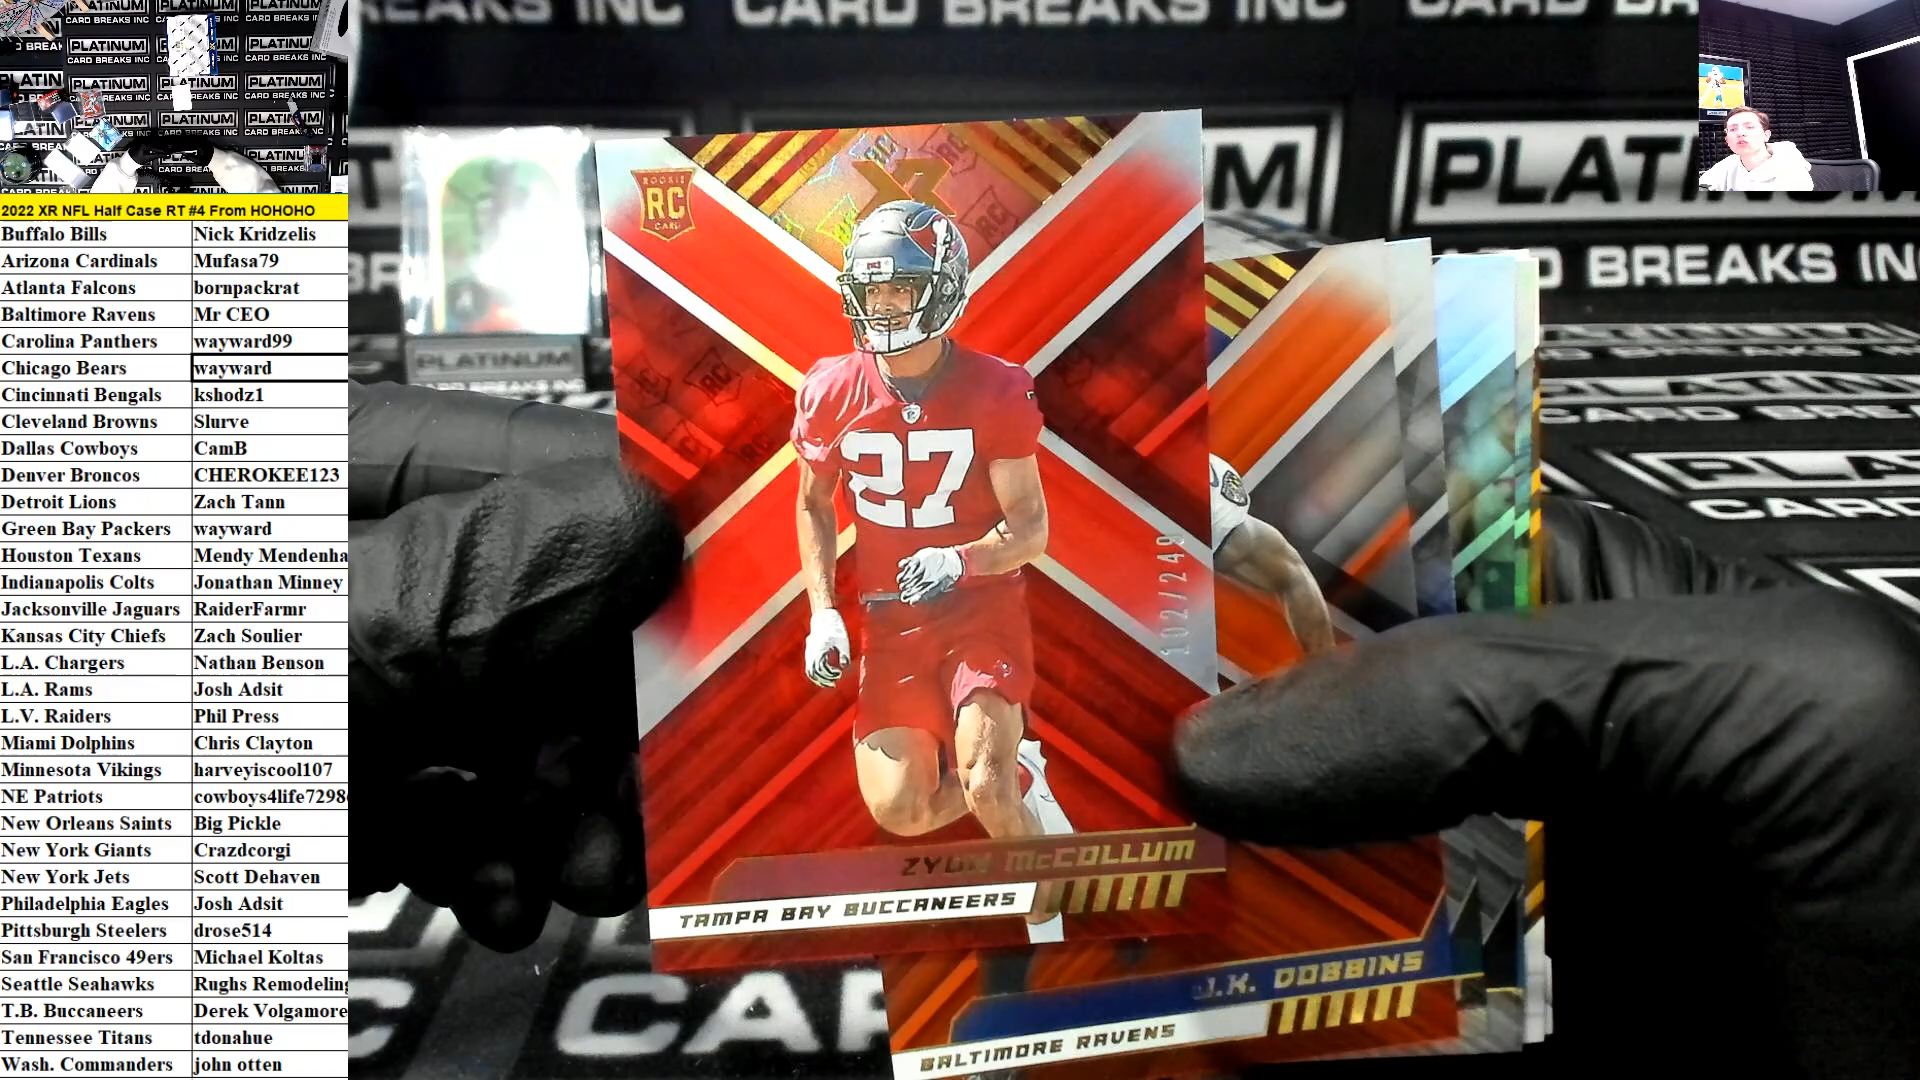 2022 XR NFL Half Case RT #4 From HOHOHO
Buffalo Bills Nick Kridzelis
Arizona Cardinals Mufasa79
Atlanta Falcons bornpackrat
Baltimore Ravens Mr CEO
Carolina Panthers wayward99
Chicago Bears wayward
Cincinnati Bengals kshodz1
Cleveland Browns Slurve
Dallas Cowboys CamB
Denver Broncos CHEROKEE123
Detroit Lions Zach Tann
Green Bay Packers wayward
Houston Texans Mendy Mendenha
Indianapolis Colts Jonathan Minney
Jacksonville Jaguars RaiderFarmr
Kansas City Chiefs Zach Soulier
L.A. Chargers Nathan Benson
L.A. Rams Josh Adsit
L.V. Raiders Phil Press
Miami Dolphins Chris Clayton
Minnesota Vikings harveyiscool107
NE Patriots cowboys4life7298
New Orleans Saints Big Pickle
New York Giants Crazdcorgi
New York Jets Scott Dehaven
Philadelphia Eagles Josh Adsit
Pittsburgh Steelers drose514
San Francisco 49ers Michael Koltas
Seattle Seahawks Rughs Remodeling
T.B. Buccaneers Derek Volgamore
Tennessee Titans tdonahue
Wash. Commanders john otten
CARD BREAKS INC
PLATINUM
CARD BREAKS INC
ROOKIE
RC
CARD
XR
27
102/249
ZYON McCOLLUM
TAMPA BAY BUCCANEERS
J.K. DOBBINS
BALTIMORE RAVENS